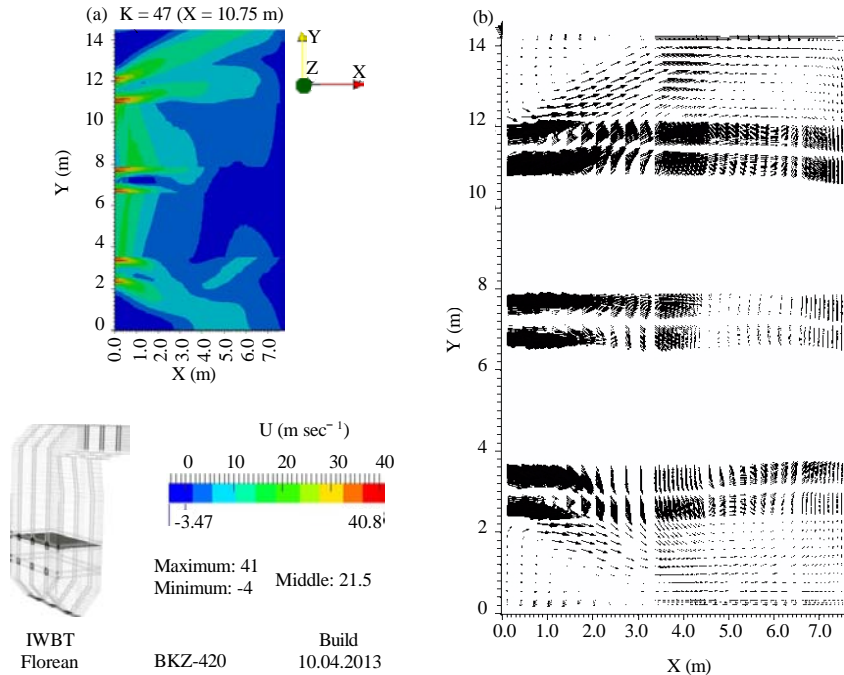 (a) K = 47 (X = 10.75 m)
14
12
10
8
6
4
2
0
Y (m)
0.0
1.0
2.0
3.0
4.0
5.0
6.0
7.0
X (m)
Y
Z
X
(b)
14
12
10
8
6
4
2
0
Y (m)
0.0
1.0
2.0
3.0
4.0
5.0
6.0
7.0
X (m)
U (m sec⁻¹)
0
10
20
30
40
-3.47
40.8
Maximum: 41
Minimum: -4
Middle: 21.5
IWBT
Florean
BKZ-420
Build
10.04.2013